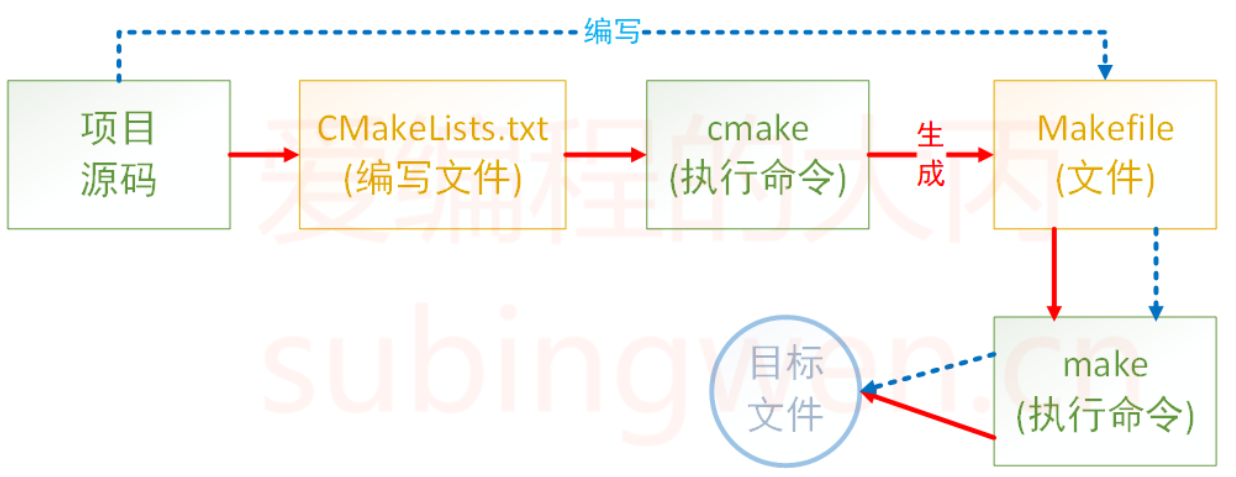 编写
项目
源码
CMakeLists.txt
(编写文件)
cmake
(执行命令)
生
成
Makefile
(文件)
爱编程的大丙
目标
文件
make
(执行命令)
subingwen.cn